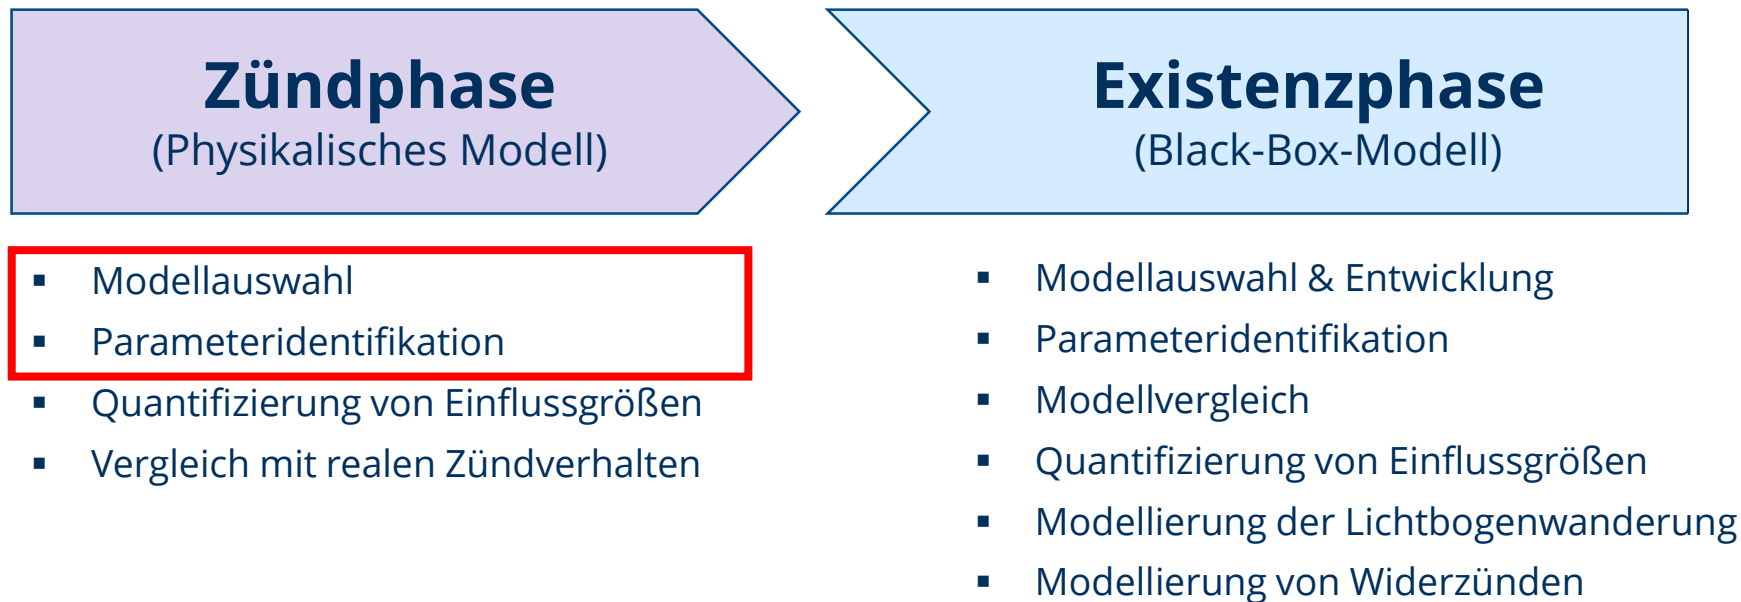 Zündphase
(Physikalisches Modell)
▪ Modellauswahl
▪ Parameteridentifikation
▪ Quantifizierung von Einflussgrößen
▪ Vergleich mit realen Zündverhalten
Existenzphase
(Black-Box-Modell)
▪ Modellauswahl & Entwicklung
▪ Parameteridentifikation
▪ Modellvergleich
▪ Quantifizierung von Einflussgrößen
▪ Modellierung der Lichtbogenwanderung
▪ Modellierung von Widerzünden